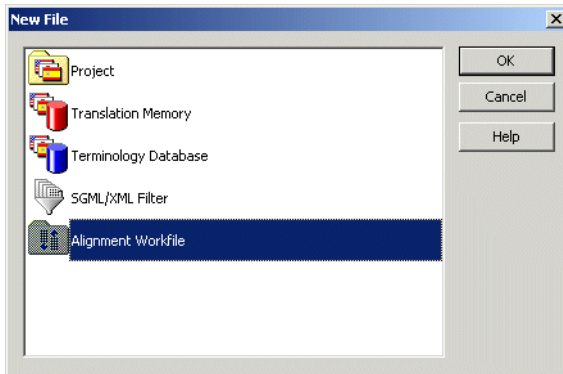 New File
Project
Translation Memory
Terminology Database
SGML/XML Filter
Alignment Workfile
OK
Cancel
Help